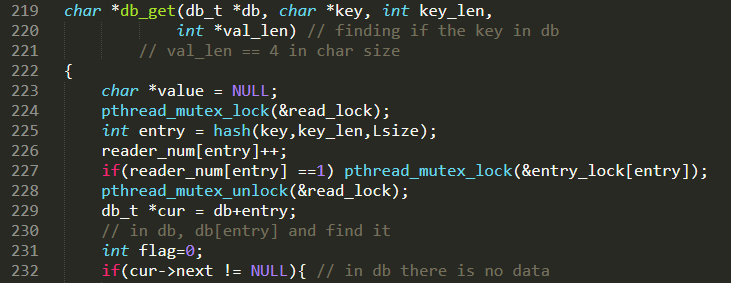 219 char *db_get(db_t *db, char *key, int key_len,
220 int *val_len) // finding if the key in db
221 // val_len == 4 in char size
222 {
223 char *value = NULL;
224 pthread_mutex_lock(&read_lock);
225 int entry = hash(key,key_len,Lsize);
226 reader_num[entry]++;
227 if(reader_num[entry] ==1) pthread_mutex_lock(&entry_lock[entry]);
228 pthread_mutex_unlock(&read_lock);
229 db_t *cur = db+entry;
230 // in db, db[entry] and find it
231 int flag=0;
232 if(cur->next != NULL){ // in db there is no data